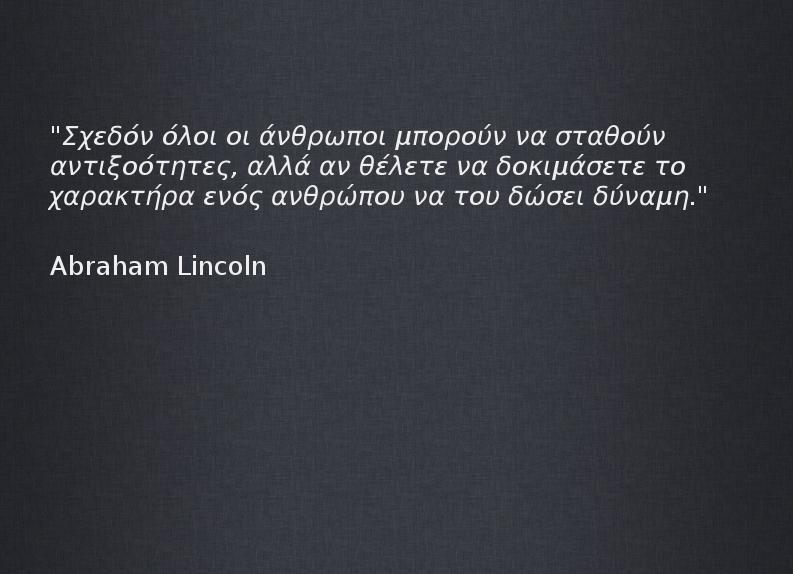 "Σχεδόν όλοι οι άνθρωποι μπορούν να σταθούν
αντιξοότητες, αλλά αν θέλετε να δοκιμάσετε το
χαρακτήρα ενός ανθρώπου να του δώσει δύναμη."
Abraham Lincoln